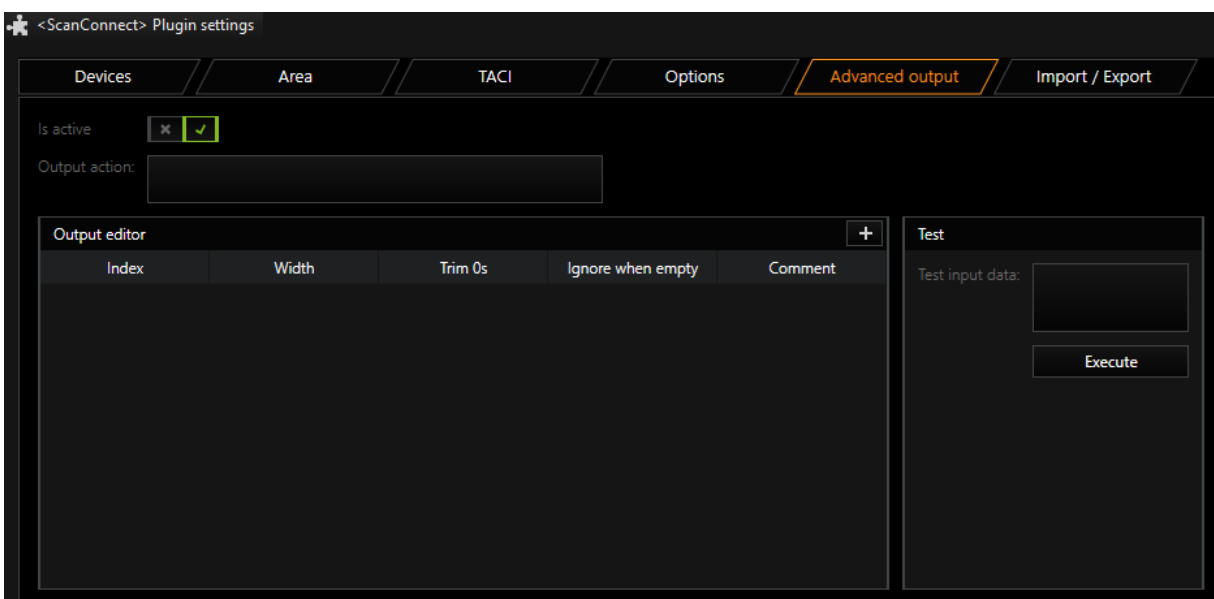 <ScanConnect> Plugin settings
Devices Area TACI Options Advanced output Import / Export
Is active
Output action:
Output editor +
Index Width Trim 0s Ignore when empty Comment
Test
Test input data:
Execute